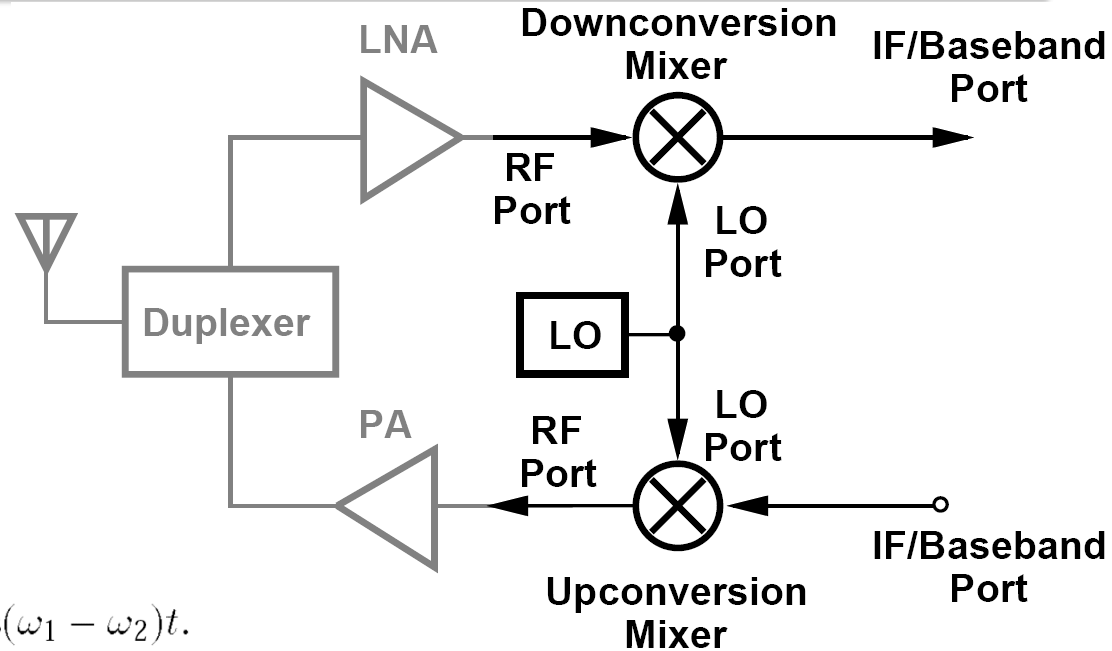 LNA
Downconversion
Mixer
IF/Baseband
Port
RF
Port
LO
Port
Duplexer
LO
PA
RF
Port
LO
Port
IF/Baseband
Port
Upconversion
Mixer
(ω₁ − ω₂)t.